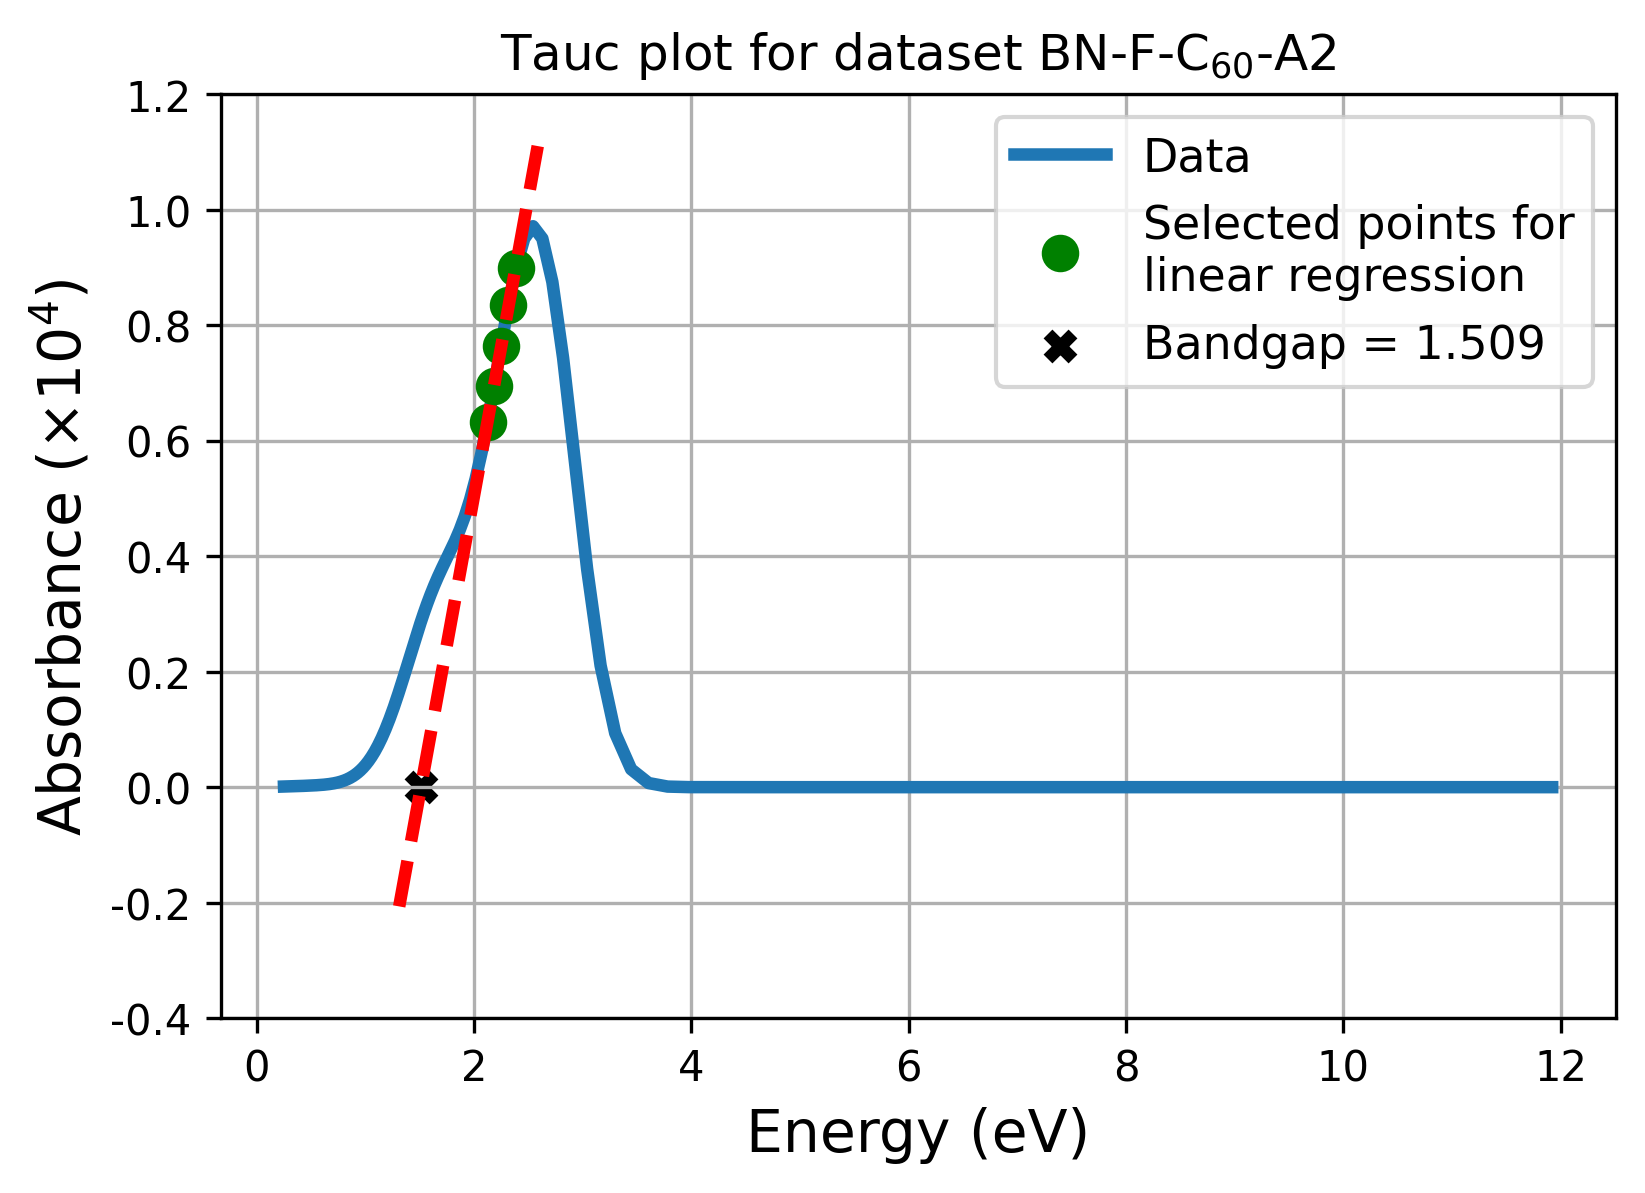 Tauc plot for dataset BN-F-C₆₀-A2
1.2
1.0
0.8
0.6
0.4
0.2
0.0
-0.2
-0.4
Absorbance (×10⁴)
Data
Selected points for
linear regression
Bandgap = 1.509
0 2 4 6 8 10 12
Energy (eV)